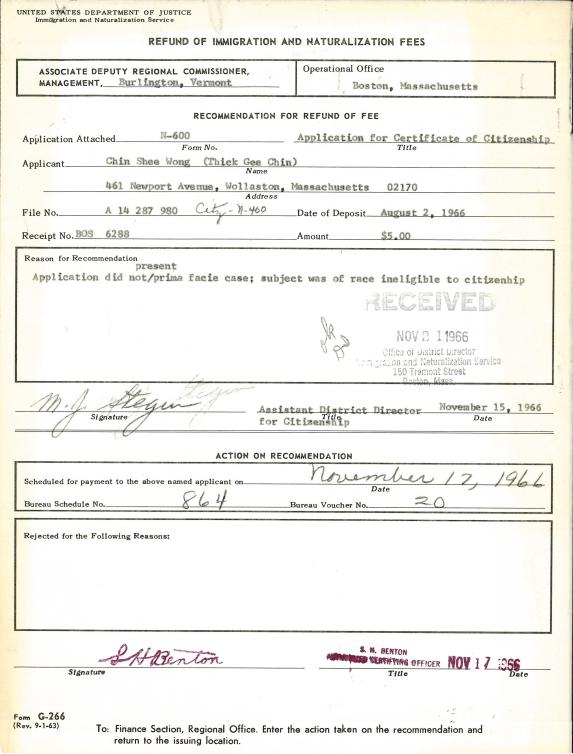 UNITED STATES DEPARTMENT OF JUSTICE
Immigration and Naturalization Service
REFUND OF IMMIGRATION AND NATURALIZATION FEES
ASSOCIATE DEPUTY REGIONAL COMMISSIONER,
MANAGEMENT, Burlington, Vermont
Operational Office
Boston, Massachusetts
RECOMMENDATION FOR REFUND OF FEE
Application Attached N-600 Application for Certificate of Citizenship
Form No. Title
Applicant Chin Shee Wong (Thick Gee Chin)
Name
461 Newport Avenue, Wollaston, Massachusetts 02170
Address
File No. A 14 287 980 City-N-460 Date of Deposit August 2, 1966
Receipt No. BOS 6288 Amount $5.00
Reason for Recommendation
present
Application did not/prima facie case; subject was of race ineligible to citizenhip
RECEIVED
NOV 21 1966
Office of District Director
Immigration and Naturalization Service
150 Tremont Street
Boston, Mass.
M. J. Stegun Assistant District Director November 15, 1966
Signature Title Date
for Citizenship
ACTION ON RECOMMENDATION
Scheduled for payment to the above named applicant on November 17, 1966
Date
Bureau Schedule No. 864 Bureau Voucher No. 20
Rejected for the Following Reasons:
S H Benton
S. H. BENTON
AUTHORIZED CERTIFYING OFFICER NOV 17 1966
Signature Title Date
Form G-266
(Rev. 9-1-63)
To: Finance Section, Regional Office. Enter the action taken on the recommendation and
return to the issuing location.